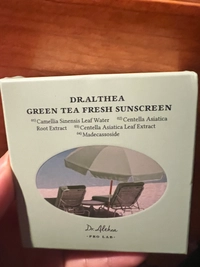 DR.ALTHEA
GREEN TEA FRESH SUNSCREEN
Camellia Sinensis Leaf Water Centella Asiatica
Root Extract Centella Asiatica Leaf Extract
Madecassoside
Dr. Althea
PRO LAB